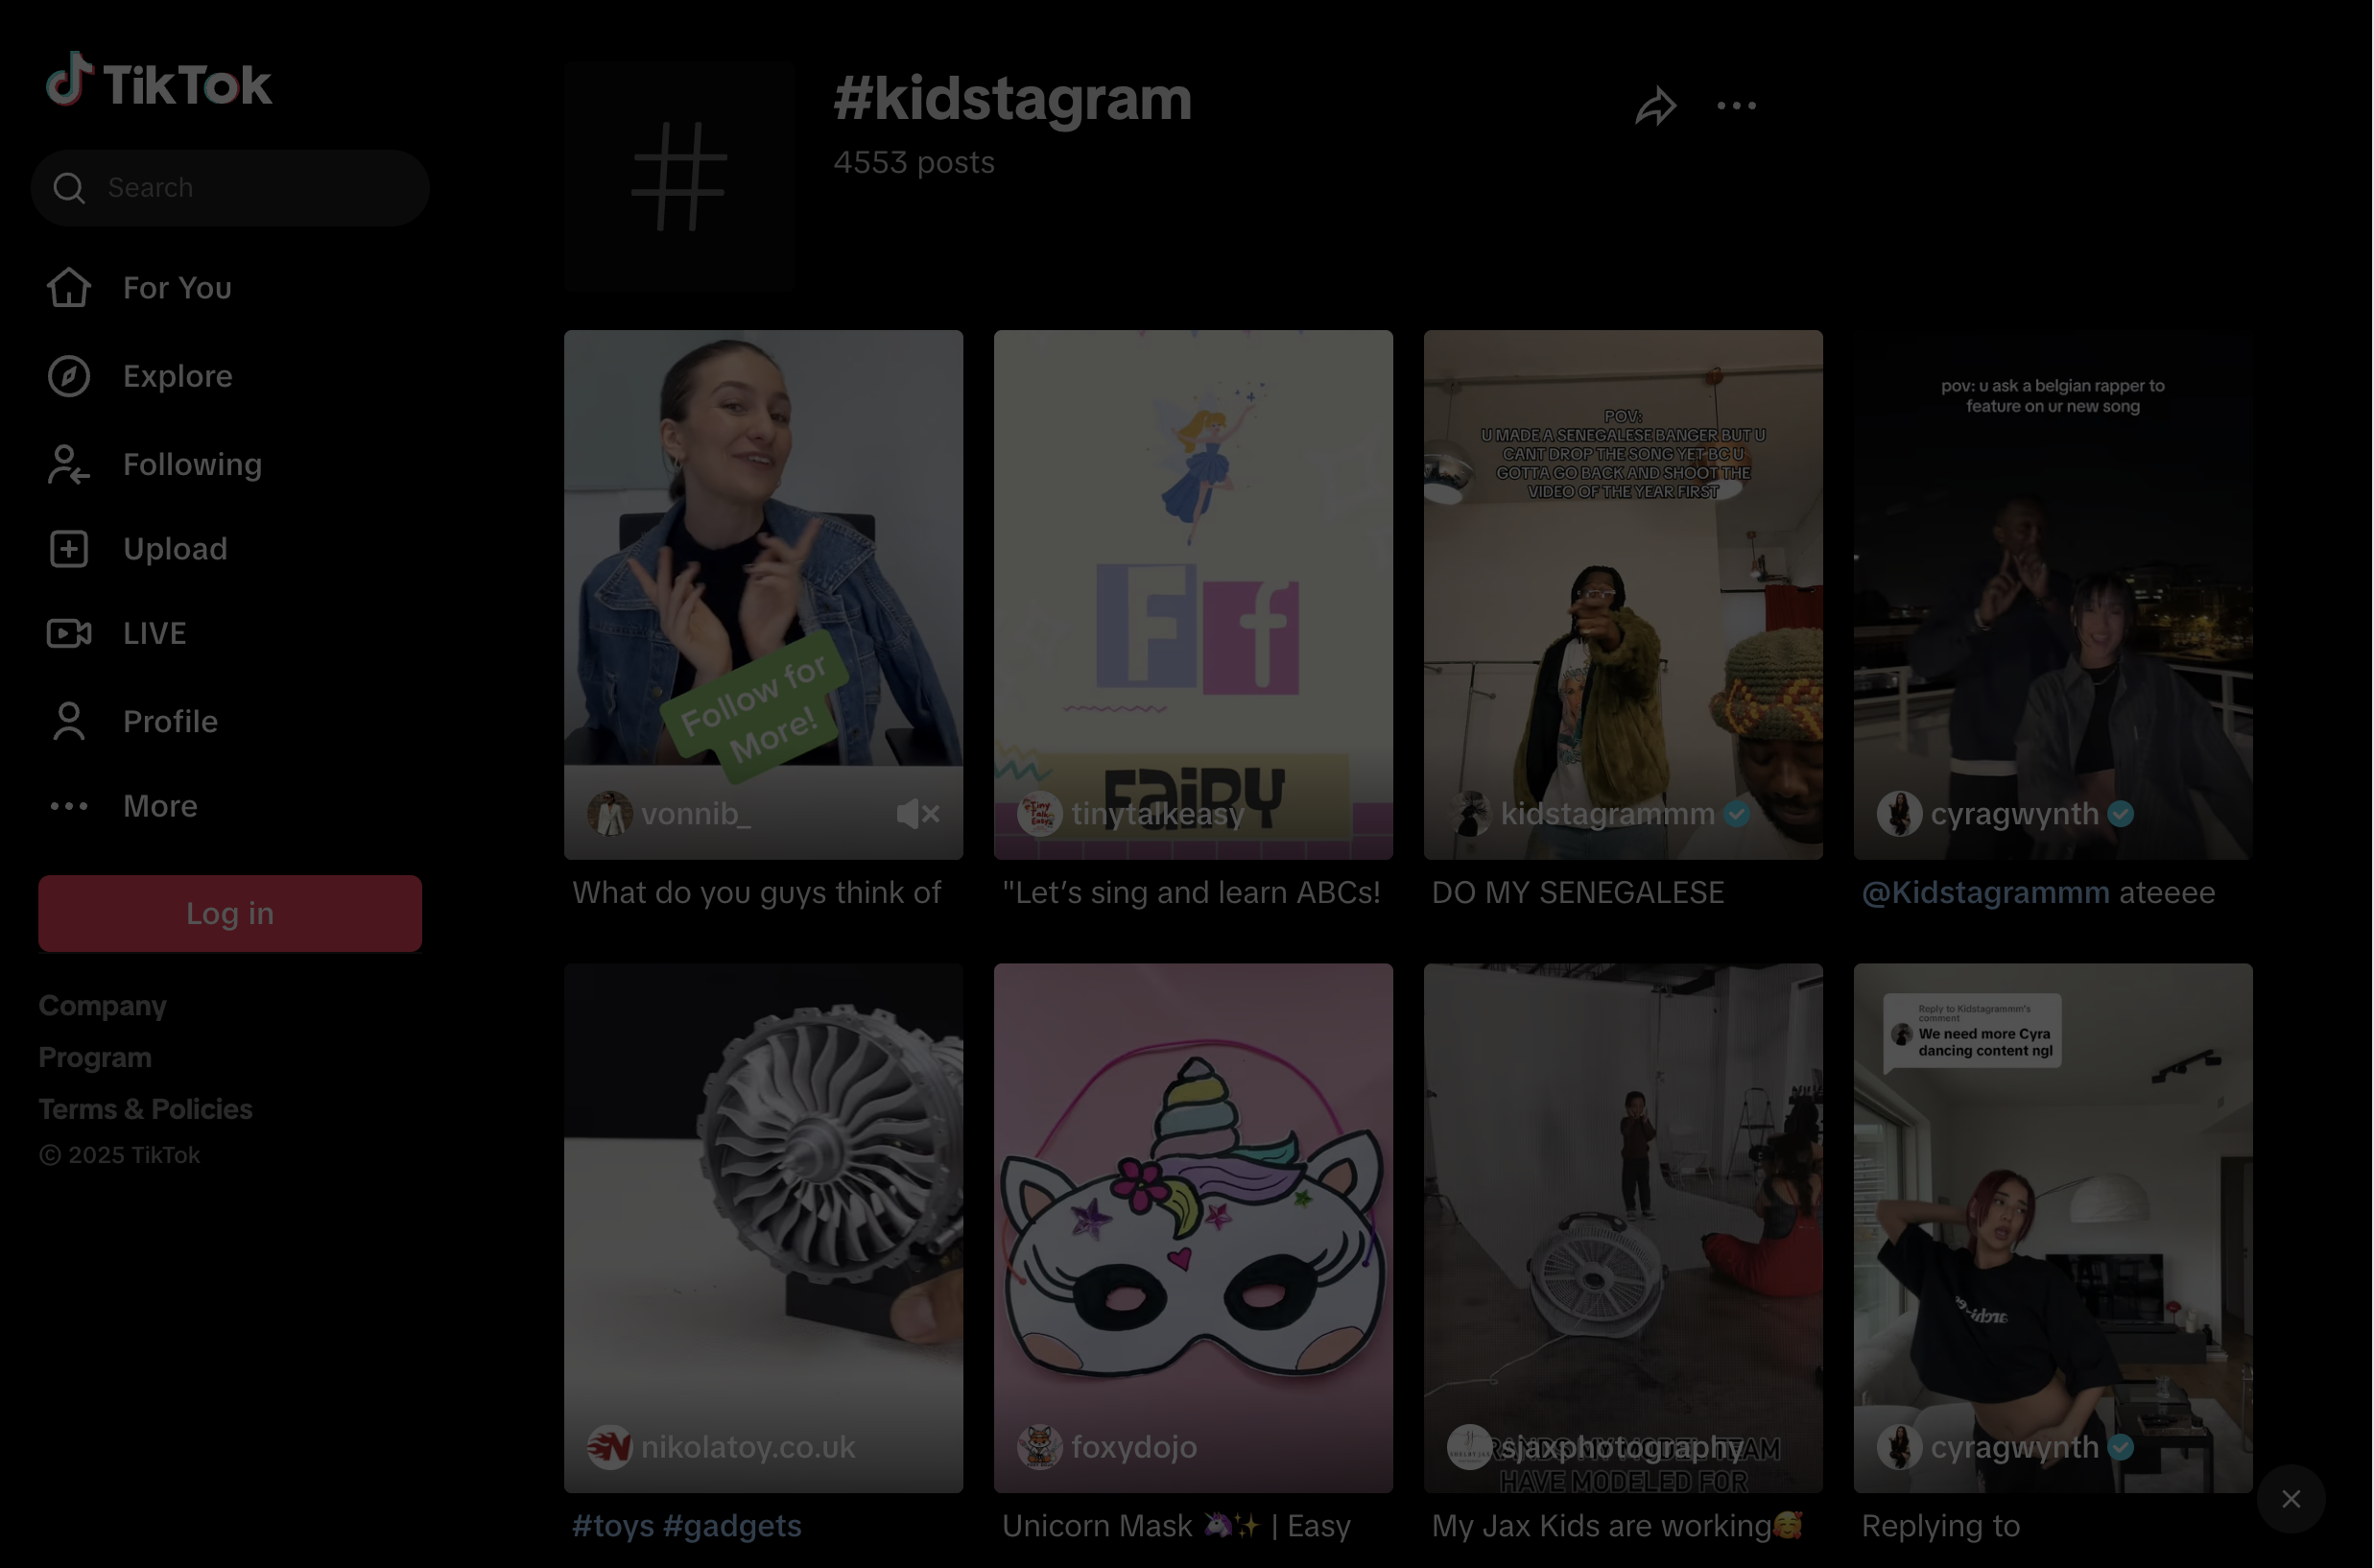 TikTok
Search
For You
Explore
Following
Upload
LIVE
Profile
More
Log in
Company
Program
Terms & Policies
© 2025 TikTok
#kidstagram
4553 posts
Follow for
More!
vonnib_
What do you guys think of
F f
FAIRY
tinytalkeasy
"Let’s sing and learn ABCs!
POV:
U MADE A SENEGALESE BANGER BUT U
CANT DROP THE SONG YET BC U
GOTTA GO BACK AND SHOOT THE
VIDEO OF THE YEAR FIRST
kidstagrammm
DO MY SENEGALESE
pov: u ask a belgian rapper to
feature on ur new song
cyragwynth
@Kidstagrammm ateeee
nikolatoy.co.uk
#toys #gadgets
foxydojo
Unicorn Mask 🦄✨ | Easy
sjaxphotography
HAVE MODELED FOR
My Jax Kids are working🥰
Reply to Kidstagrammm's
comment
We need more Cyra
dancing content ngl
cyragwynth
Replying to